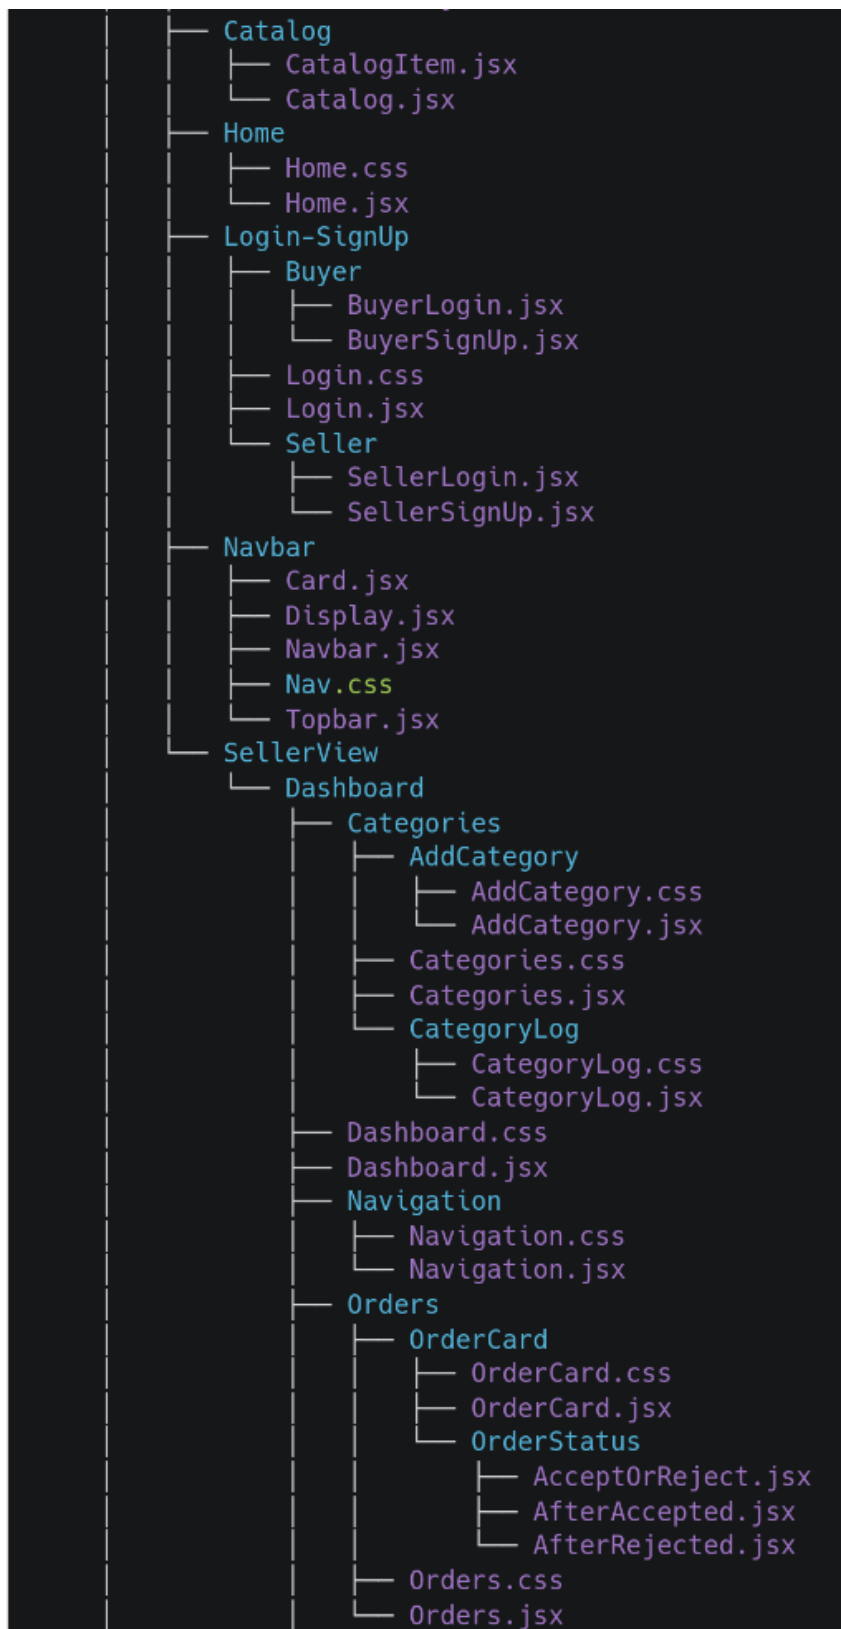 Catalog
CatalogItem.jsx
Catalog.jsx
Home
Home.css
Home.jsx
Login-SignUp
Buyer
BuyerLogin.jsx
BuyerSignUp.jsx
Login.css
Login.jsx
Seller
SellerLogin.jsx
SellerSignUp.jsx
Navbar
Card.jsx
Display.jsx
Navbar.jsx
Nav.css
Topbar.jsx
SellerView
Dashboard
Categories
AddCategory
AddCategory.css
AddCategory.jsx
Categories.css
Categories.jsx
CategoryLog
CategoryLog.css
CategoryLog.jsx
Dashboard.css
Dashboard.jsx
Navigation
Navigation.css
Navigation.jsx
Orders
OrderCard
OrderCard.css
OrderCard.jsx
OrderStatus
AcceptOrReject.jsx
AfterAccepted.jsx
AfterRejected.jsx
Orders.css
Orders.jsx